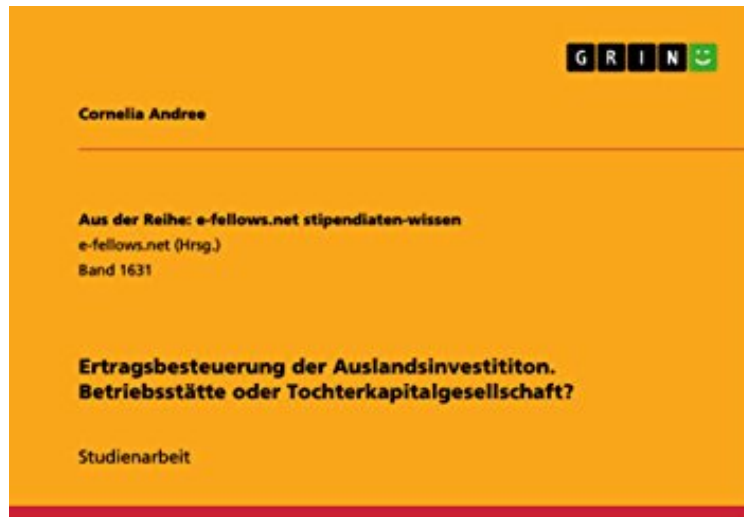 GRIN
Cornelia Andree
Aus der Reihe: e-fellows.net stipendiaten-wissen
e-fellows.net (Hrsg.)
Band 1631
Ertragsbesteuerung der Auslandsinvestititon.
Betriebsstätte oder Tochterkapitalgesellschaft?
Studienarbeit